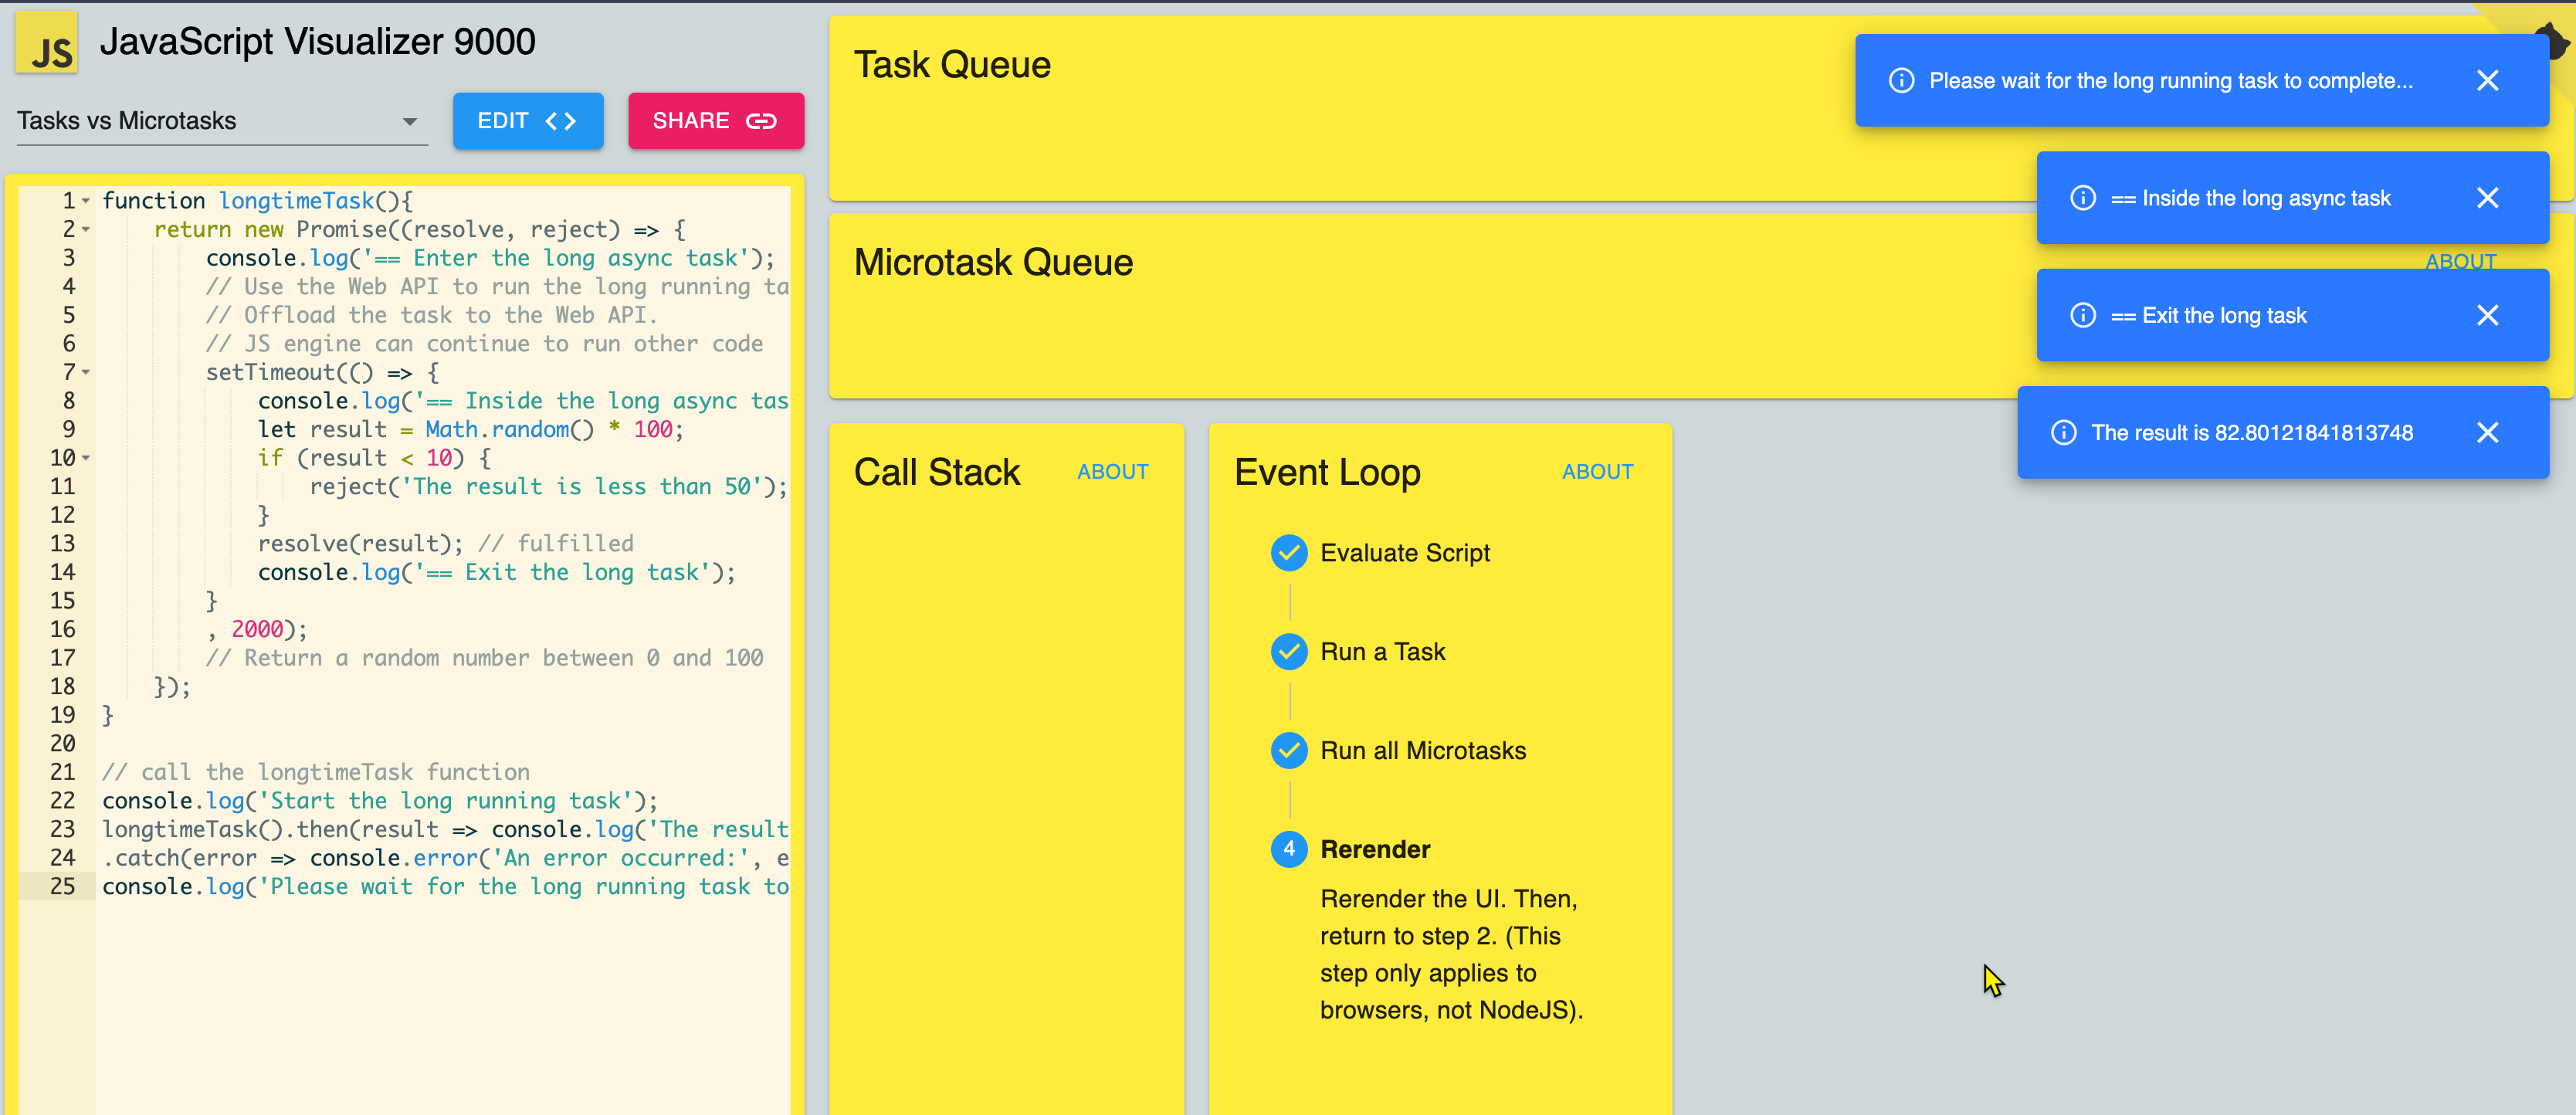 JS JavaScript Visualizer 9000
Tasks vs Microtasks
EDIT <>
SHARE
1 function longtimeTask(){
2 return new Promise((resolve, reject) => {
3 console.log('== Enter the long async task');
4 // Use the Web API to run the long running ta
5 // Offload the task to the Web API.
6 // JS engine can continue to run other code
7 setTimeout(() => {
8 console.log('== Inside the long async tas
9 let result = Math.random() * 100;
10 if (result < 10) {
11 reject('The result is less than 50');
12 }
13 resolve(result); // fulfilled
14 console.log('== Exit the long task');
15 }
16 , 2000);
17 // Return a random number between 0 and 100
18 });
19 }
20
21 // call the longtimeTask function
22 console.log('Start the long running task');
23 longtimeTask().then(result => console.log('The result
24 .catch(error => console.error('An error occurred:', e
25 console.log('Please wait for the long running task to
Task Queue
Please wait for the long running task to complete...
== Inside the long async task
Microtask Queue
ABOUT
== Exit the long task
The result is 82.80121841813748
Call Stack
ABOUT
Event Loop
ABOUT
Evaluate Script
Run a Task
Run all Microtasks
4 Rerender
Rerender the UI. Then,
return to step 2. (This
step only applies to
browsers, not NodeJS).